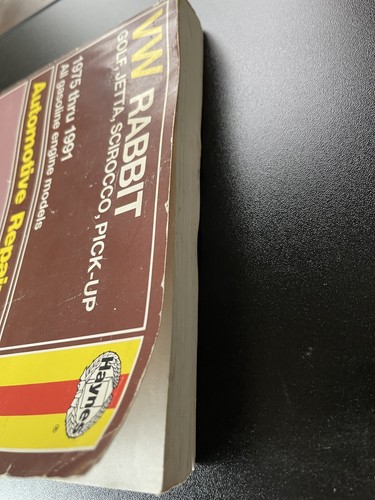 VW RABBIT
GOLF, JETTA, SCIROCCO, PICK-UP
1975 thru 1991
All gasoline engine models
Automotive Repair
Haynes
®